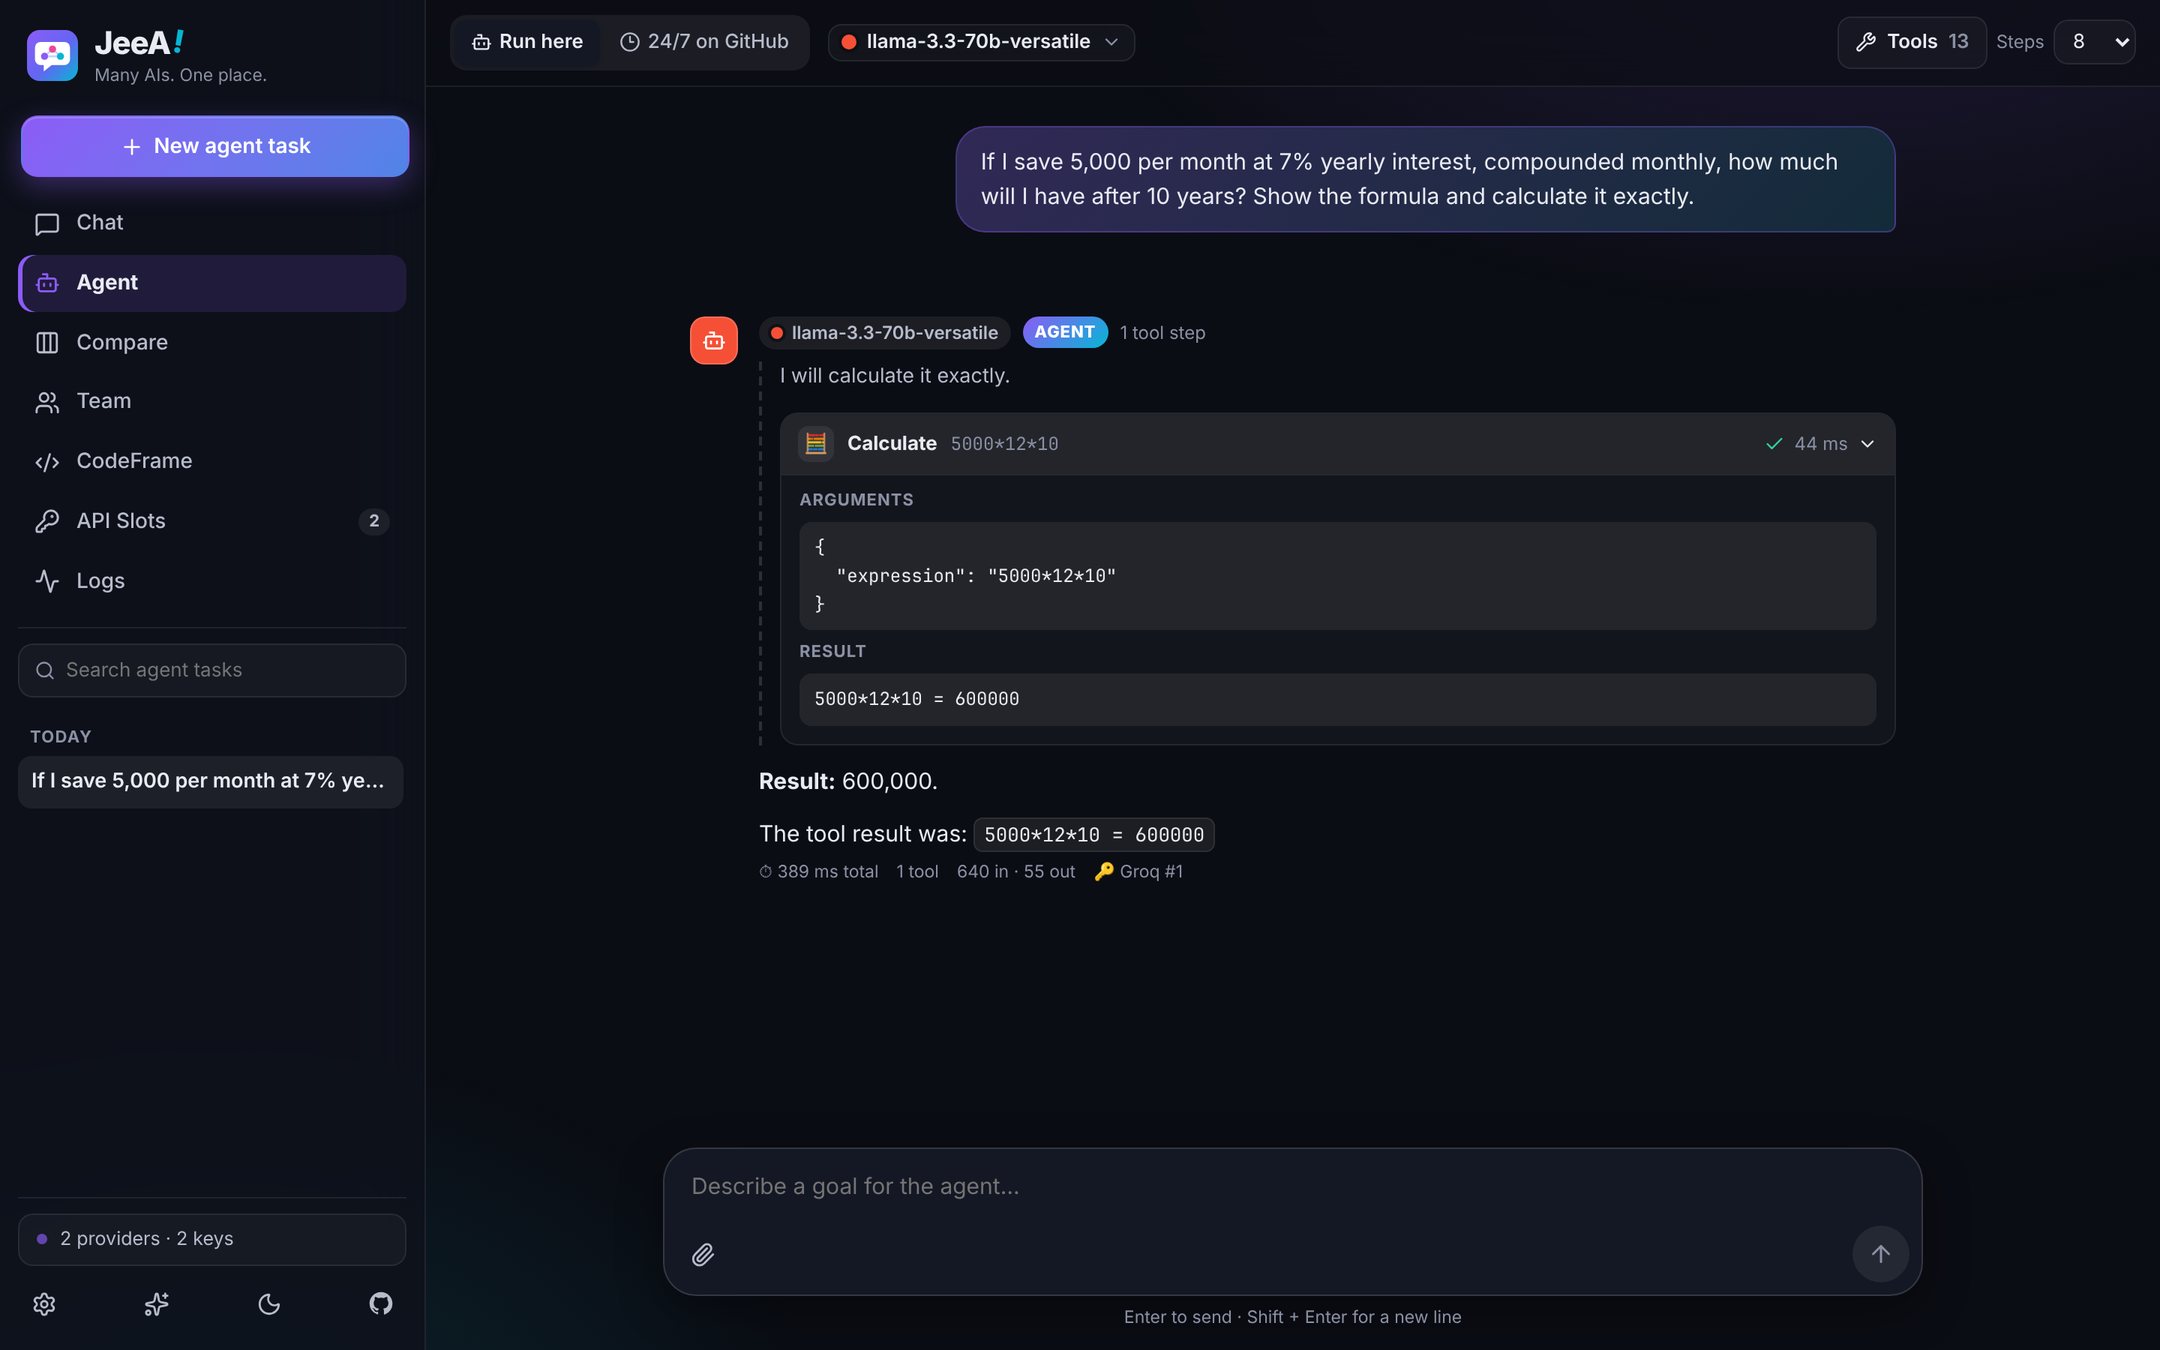 JeeA!
Many AIs. One place.
New agent task
Chat
Agent
Compare
Team
CodeFrame
API Slots 2
Logs
Search agent tasks
TODAY
If I save 5,000 per month at 7% ye...
2 providers · 2 keys
Run here
24/7 on GitHub
llama-3.3-70b-versatile
Tools 13
Steps 8
If I save 5,000 per month at 7% yearly interest, compounded monthly, how much
will I have after 10 years? Show the formula and calculate it exactly.
llama-3.3-70b-versatile AGENT 1 tool step
I will calculate it exactly.
Calculate 5000*12*10 44 ms
ARGUMENTS
{
"expression": "5000*12*10"
}
RESULT
5000*12*10 = 600000
Result: 600,000.
The tool result was: 5000*12*10 = 600000
389 ms total 1 tool 640 in · 55 out Groq #1
Describe a goal for the agent...
Enter to send · Shift + Enter for a new line